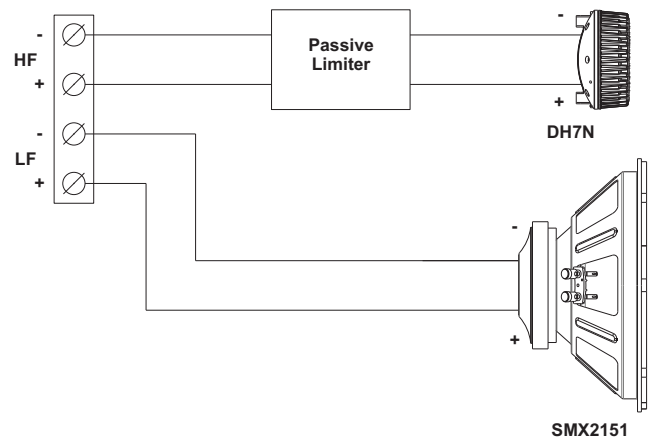 -
HF
+
-
LF
+
Passive
Limiter
-
+
DH7N
-
+
SMX2151